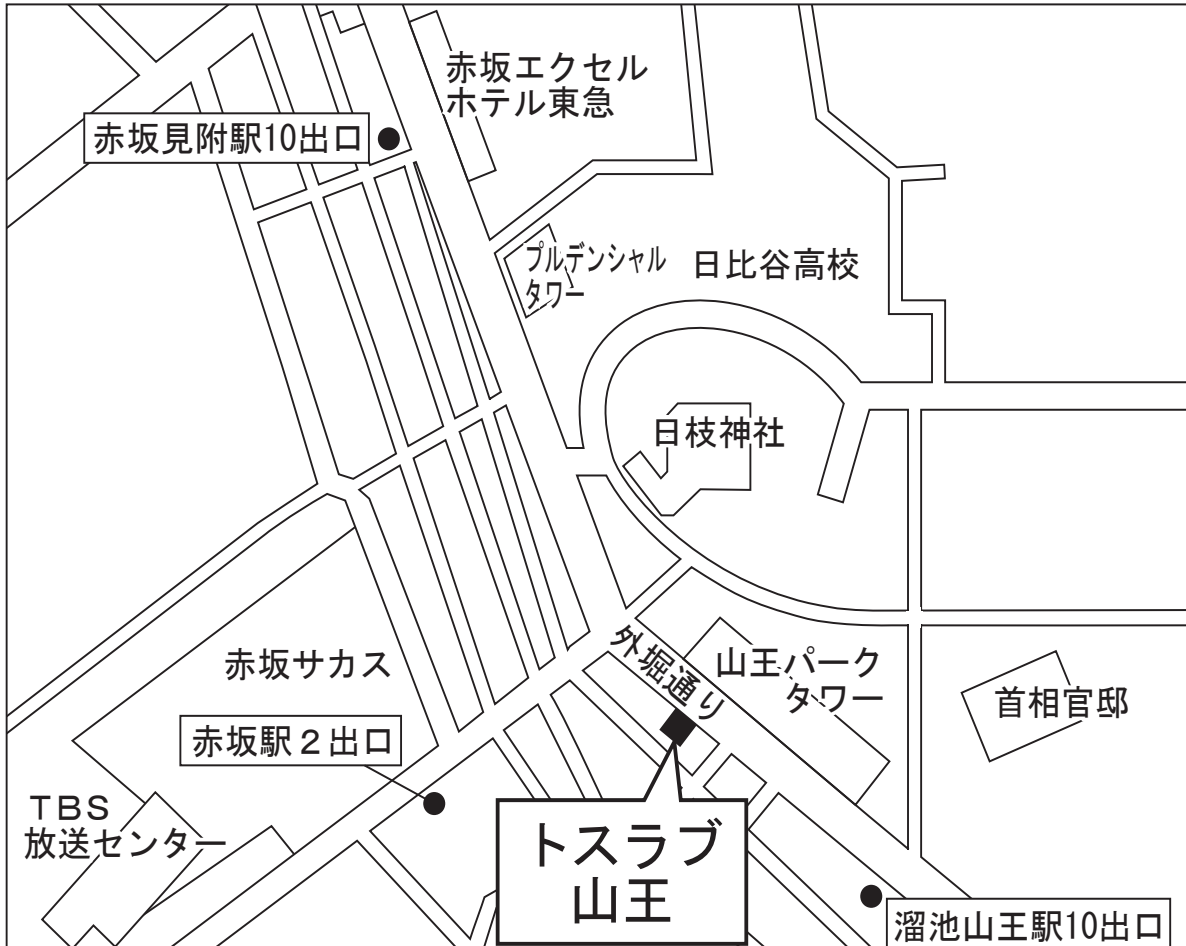 赤坂エクセル
ホテル東急
赤坂見附駅10出口
プルデンシャル
タワー
日比谷高校
日枝神社
外堀通り
山王パーク
タワー
赤坂サカス
首相官邸
赤坂駅２出口
ＴＢＳ
放送センター
トスラブ
山王
溜池山王駅10出口